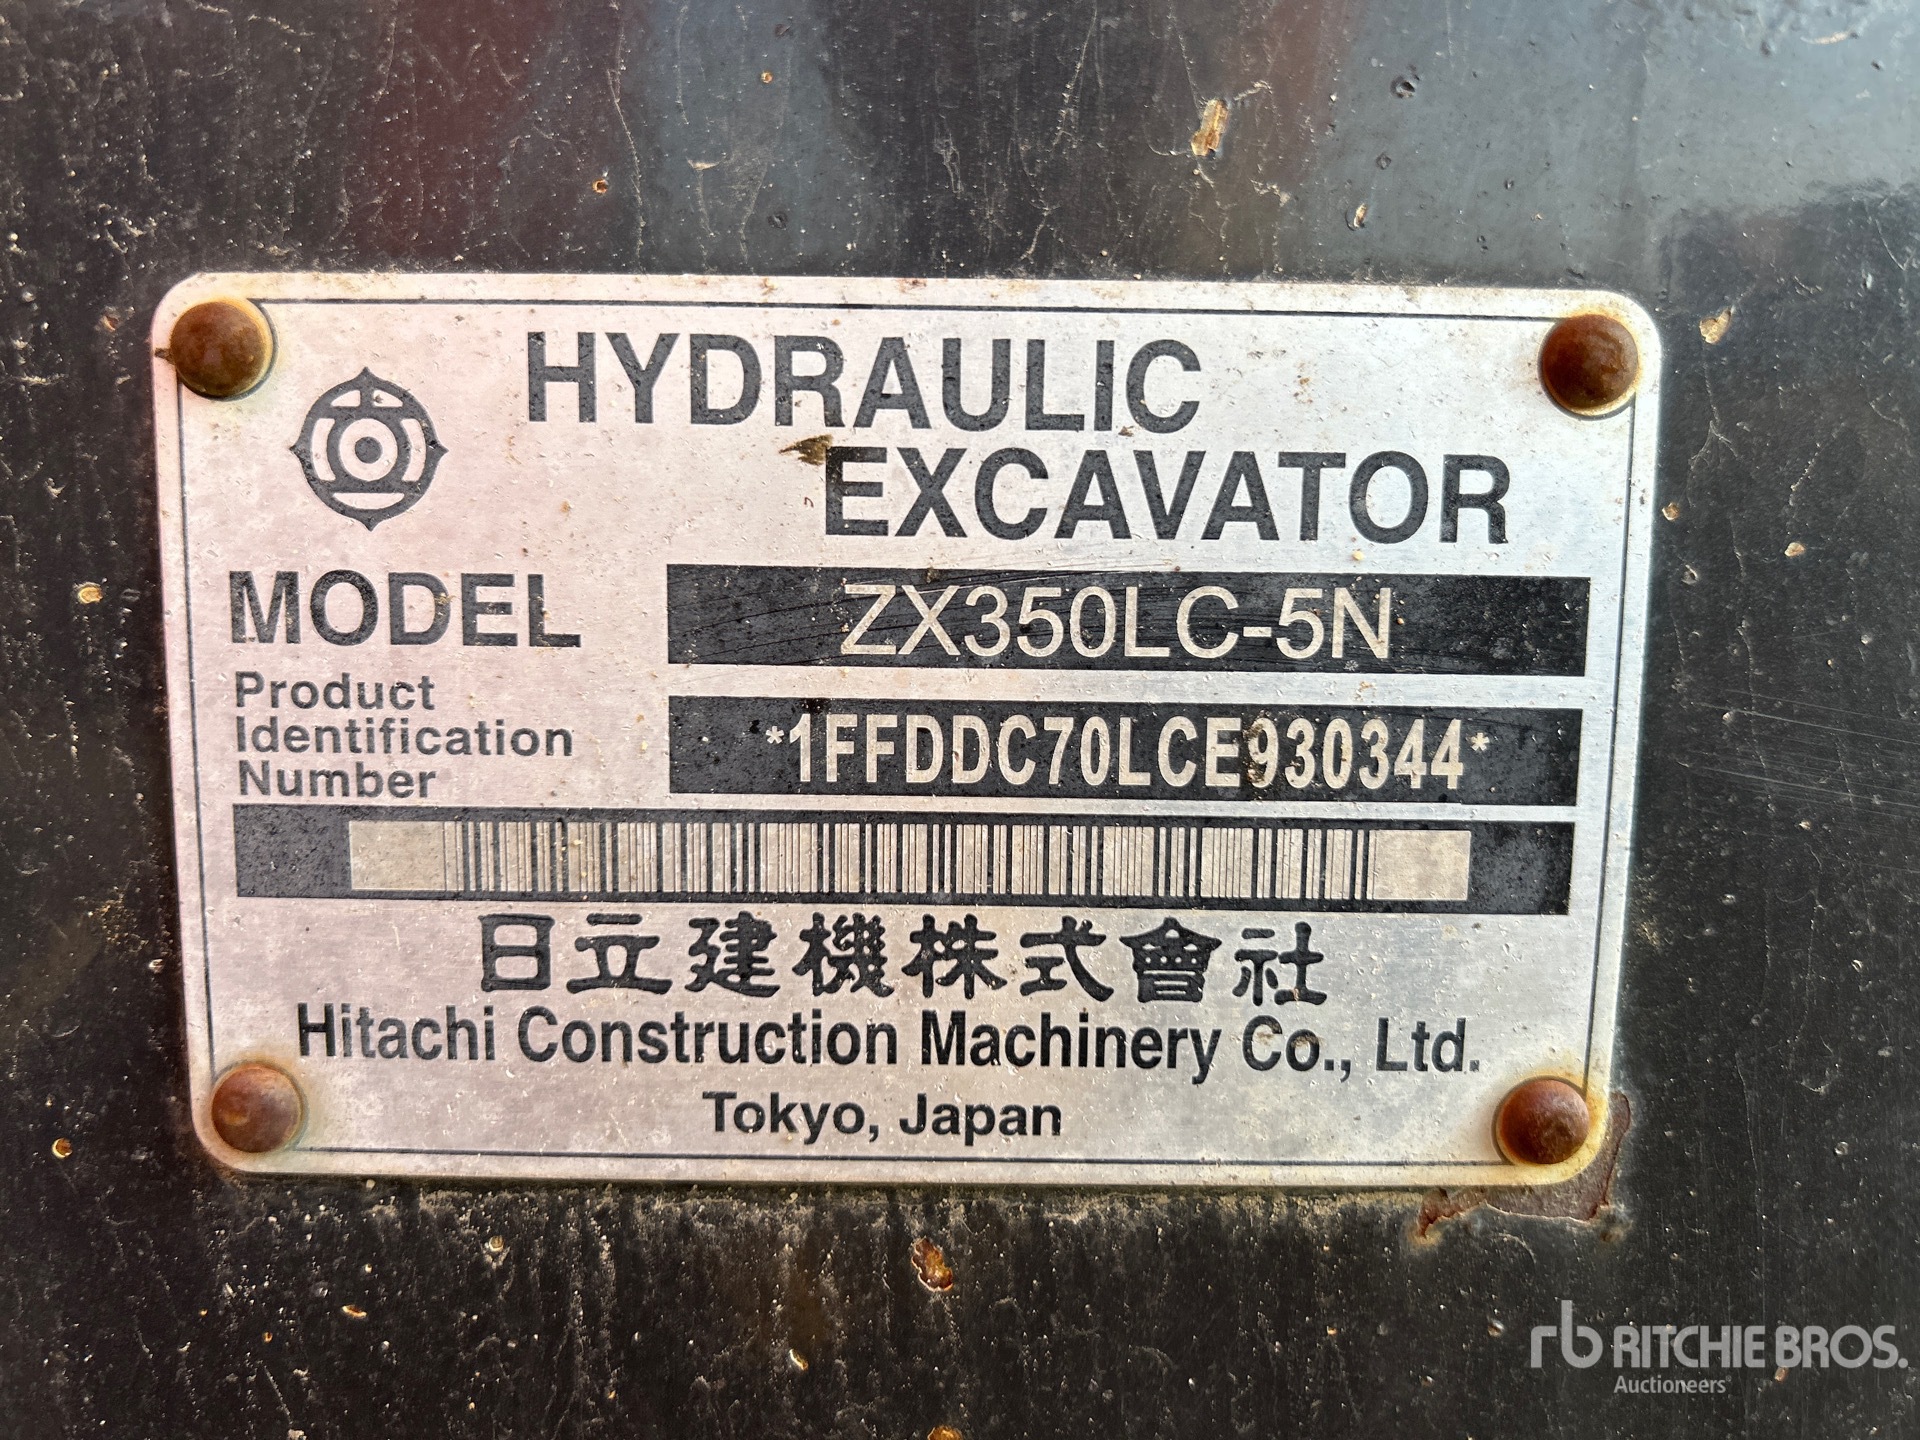 HYDRAULIC
EXCAVATOR
MODEL ZX350LC-5N
Product
Identification
Number
*1FFDDC70LCE930344*
日立建機株式會社
Hitachi Construction Machinery Co., Ltd.
Tokyo, Japan
rb RITCHIE BROS.
Auctioneers